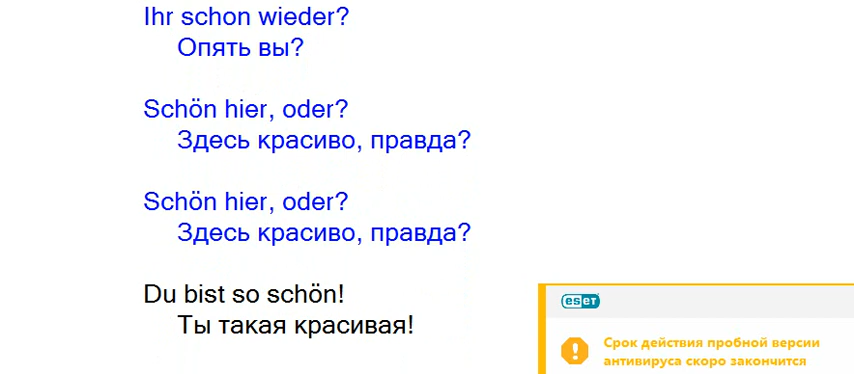 Ihr schon wieder?
Опять вы?
Schön hier, oder?
Здесь красиво, правда?
Schön hier, oder?
Здесь красиво, правда?
Du bist so schön!
Ты такая красивая!
eset
Срок действия пробной версии
антивируса скоро закончится